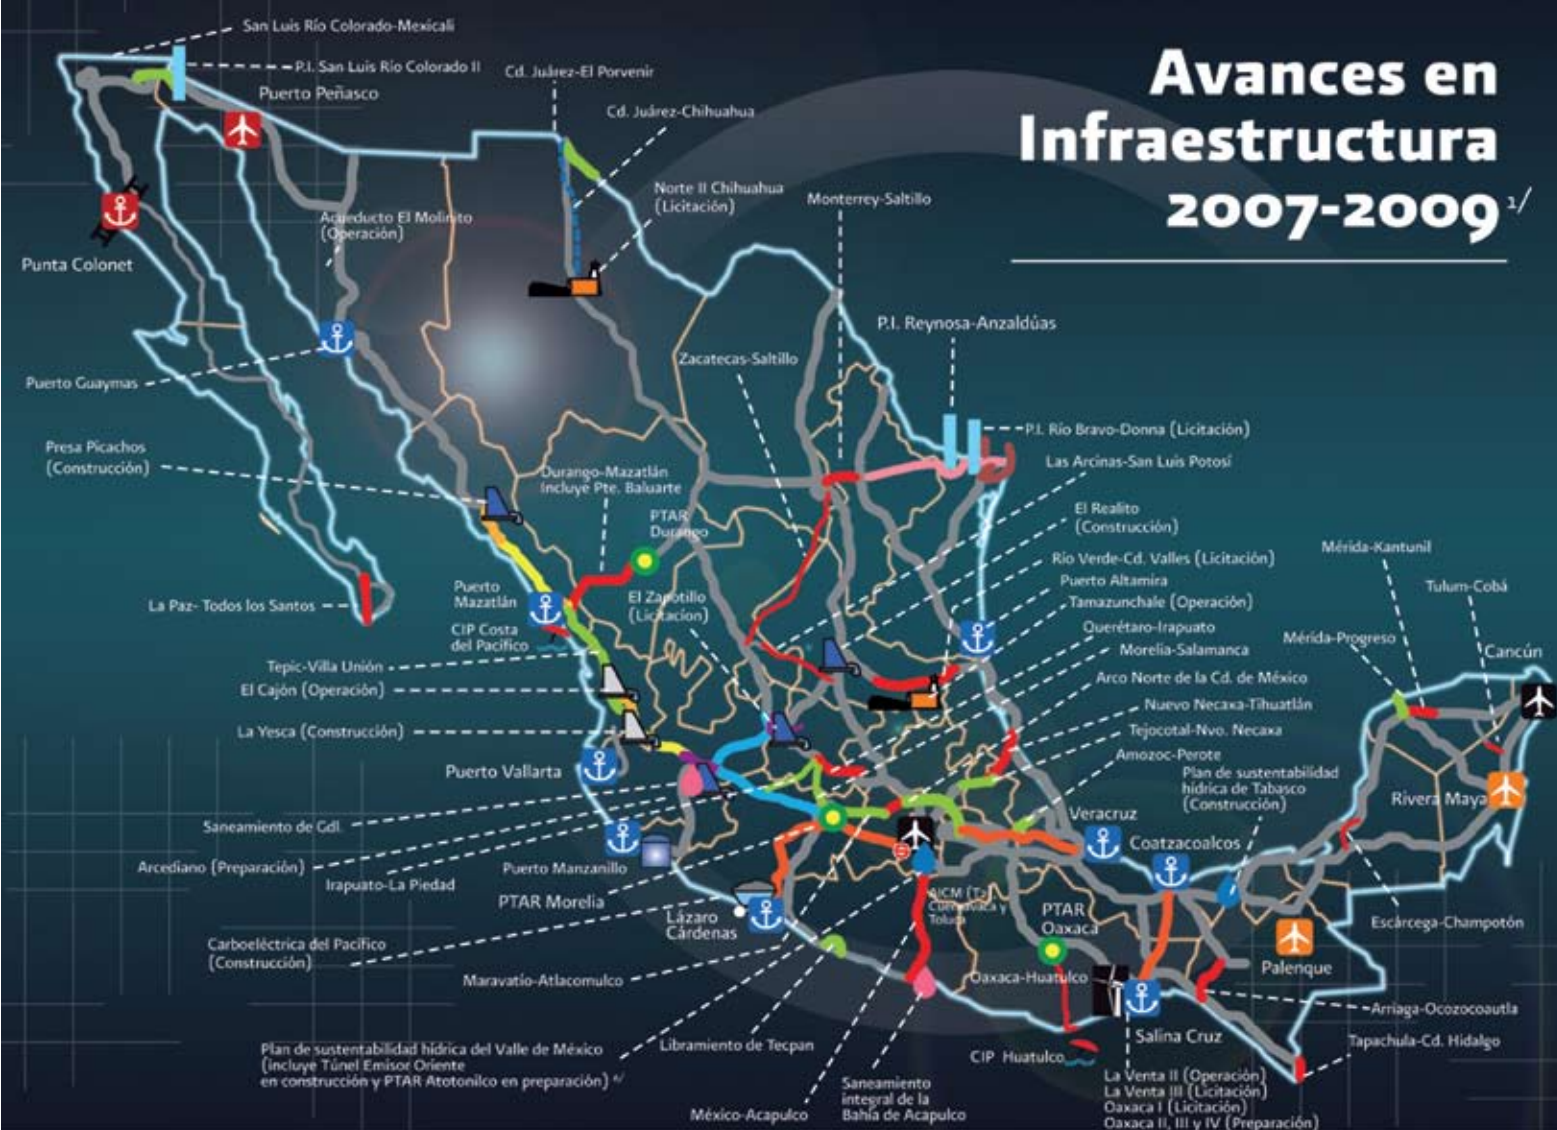 Avances en
Infraestructura
2007-2009 1/
San Luis Río Colorado-Mexicali
P.I. San Luis Río Colorado II
Puerto Peñasco
Cd. Juárez-El Porvenir
Cd. Juárez-Chihuahua
Norte II Chihuahua
(Licitación)
Monterrey-Saltillo
Acueducto El Molinito
(Operación)
Punta Colonet
P.I. Reynosa-Anzaldúas
Zacatecas-Saltillo
Puerto Guaymas
P.I. Río Bravo-Donna (Licitación)
Presa Picachos
(Construcción)
Las Arcinas-San Luis Potosí
Durango-Mazatlán
Incluye Pte. Baluarte
PTAR
Durango
El Realito
(Construcción)
Río Verde-Cd. Valles (Licitación)
Mérida-Kantunil
Puerto Altamira
Tulum-Cobá
Puerto
Mazatlán
El Zapotillo
(Licitación)
Tamazunchale (Operación)
La Paz- Todos los Santos
Querétaro-Irapuato
CIP Costa
del Pacífico
Mérida-Progreso
Morelia-Salamanca
Cancún
Tepic-Villa Unión
Arco Norte de la Cd. de México
El Cajón (Operación)
Nuevo Necaxa-Tihuatlán
La Yesca (Construcción)
Tejocotal-Nvo. Necaxa
Amozoc-Perote
Puerto Vallarta
Plan de sustentabilidad
hídrica de Tabasco
(Construcción)
Rivera Maya
Saneamiento de Gdl.
Veracruz
Coatzacoalcos
Arcediano (Preparación)
Puerto Manzanillo
Irapuato-La Piedad
PTAR Morelia
AICM (T2)
Cuernavaca y
Toluca
Lázaro
Cárdenas
PTAR
Oaxaca
Escárcega-Champotón
Carboeléctrica del Pacífico
(Construcción)
Palenque
Maravatío-Atlacomulco
Oaxaca-Huatulco
Arriaga-Ocozocoautla
Salina Cruz
Tapachula-Cd. Hidalgo
Libramiento de Tecpan
Plan de sustentabilidad hídrica del Valle de México
(incluye Túnel Emisor Oriente
en construcción y PTAR Atotonilco en preparación)
CIP Huatulco
Saneamiento
integral de la
Bahía de Acapulco
México-Acapulco
La Venta II (Operación)
La Venta III (Licitación)
Oaxaca I (Licitación)
Oaxaca II, III y IV (Preparación)